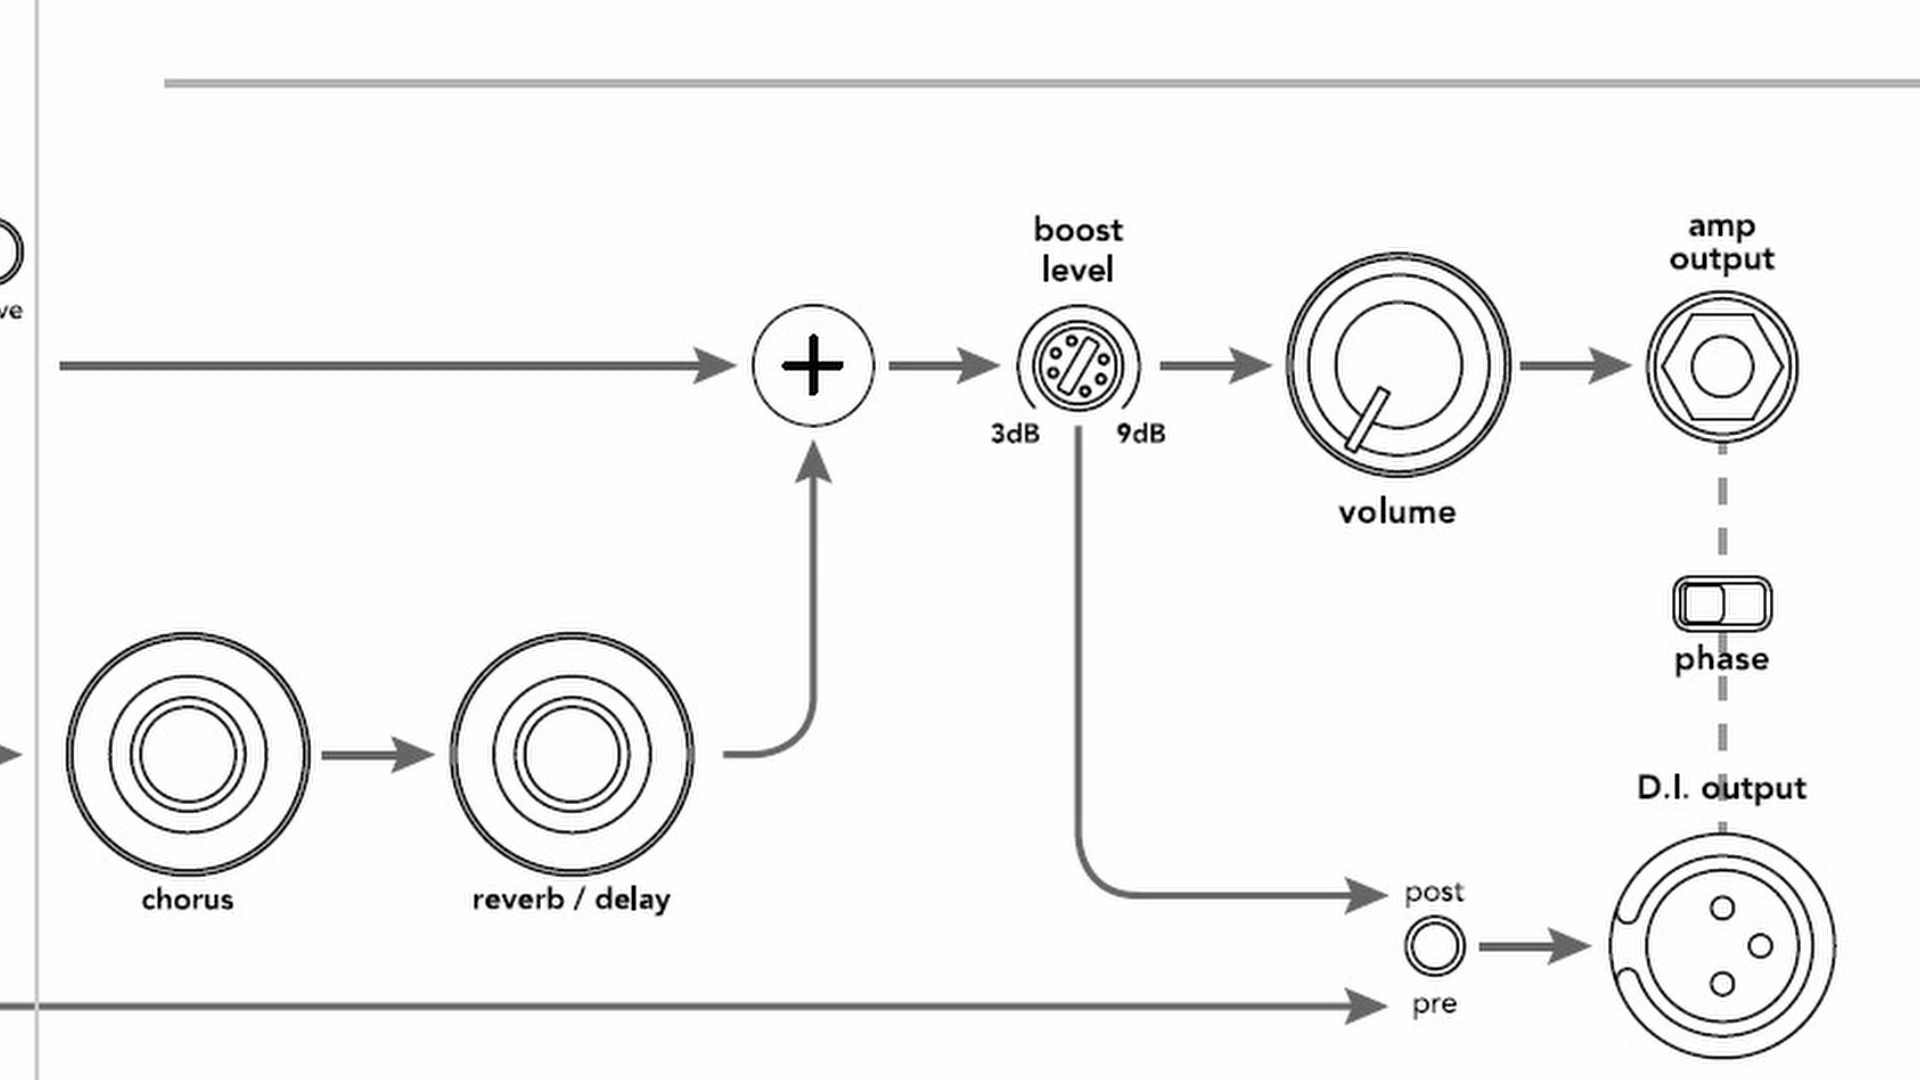 boost
level
amp
output
3dB
9dB
volume
phase
D.I. output
chorus
reverb / delay
post
pre